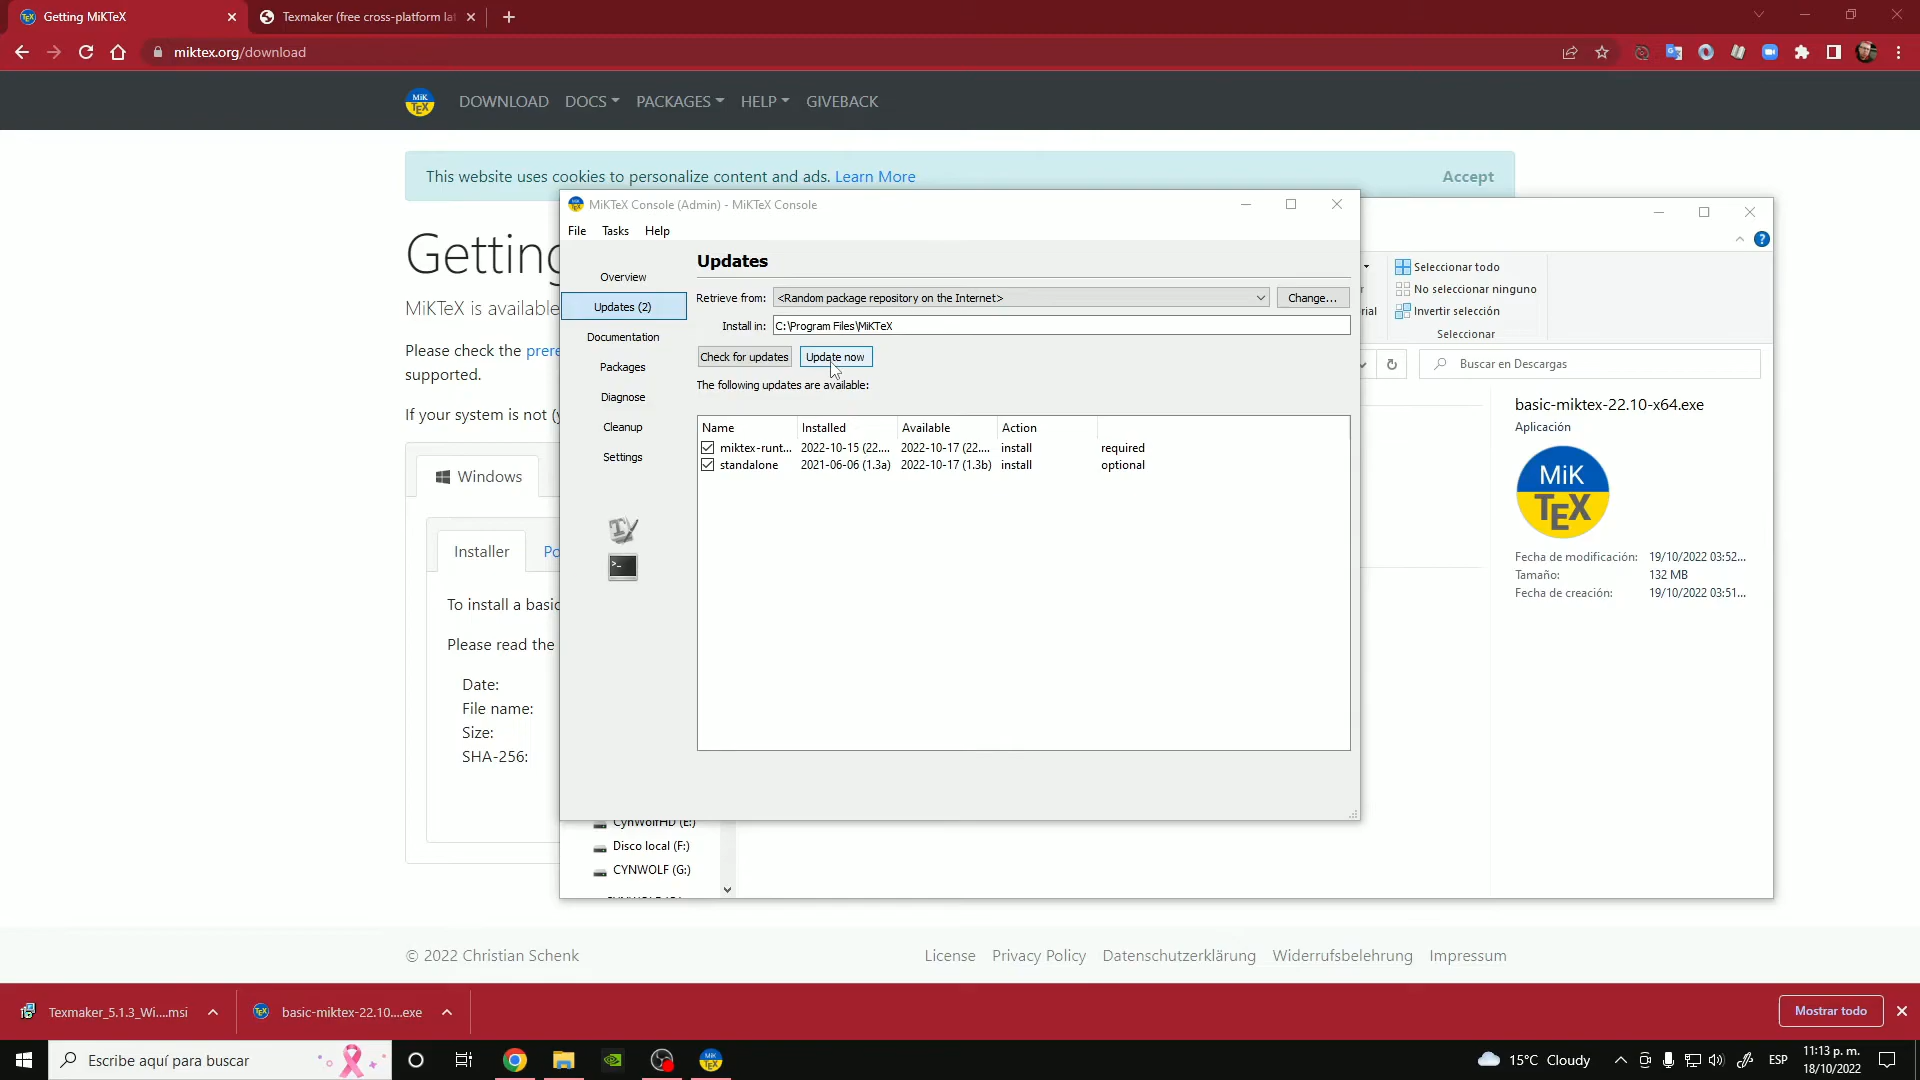 Getting MiKTeX
Texmaker (free cross-platform la
miktex.org/download
MiK
TEX
DOWNLOAD
DOCS
PACKAGES
HELP
GIVEBACK
This website uses cookies to personalize content and ads. Learn More
Accept
Getting
MiKTeX is available
Please check the prere
supported.
If your system is not (y
Windows
Installer
Po
To install a basic
Please read the
Date:
File name:
Size:
SHA-256:
MiKTeX Console (Admin) - MiKTeX Console
File
Tasks
Help
Overview
Updates (2)
Documentation
Packages
Diagnose
Cleanup
Settings
Updates
Retrieve from:
<Random package repository on the Internet>
Change...
Install in:
C:\Program Files\MiKTeX
Check for updates
Update now
The following updates are available:
Name Installed Available Action
miktex-runt... 2022-10-15 (22.... 2022-10-17 (22.... install required
standalone 2021-06-06 (1.3a) 2022-10-17 (1.3b) install optional
Seleccionar todo
No seleccionar ninguno
Invertir selección
Seleccionar
rial
Buscar en Descargas
basic-miktex-22.10-x64.exe
Aplicación
MiK
TEX
Fecha de modificación: 19/10/2022 03:52...
Tamaño: 132 MB
Fecha de creación: 19/10/2022 03:51...
CynWolfHD (E:)
Disco local (F:)
CYNWOLF (G:)
© 2022 Christian Schenk
License
Privacy Policy
Datenschutzerklärung
Widerrufsbelehrung
Impressum
Texmaker_5.1.3_Wi....msi
basic-miktex-22.10....exe
Mostrar todo
Escribe aquí para buscar
15°C Cloudy
ESP
11:13 p. m.
18/10/2022